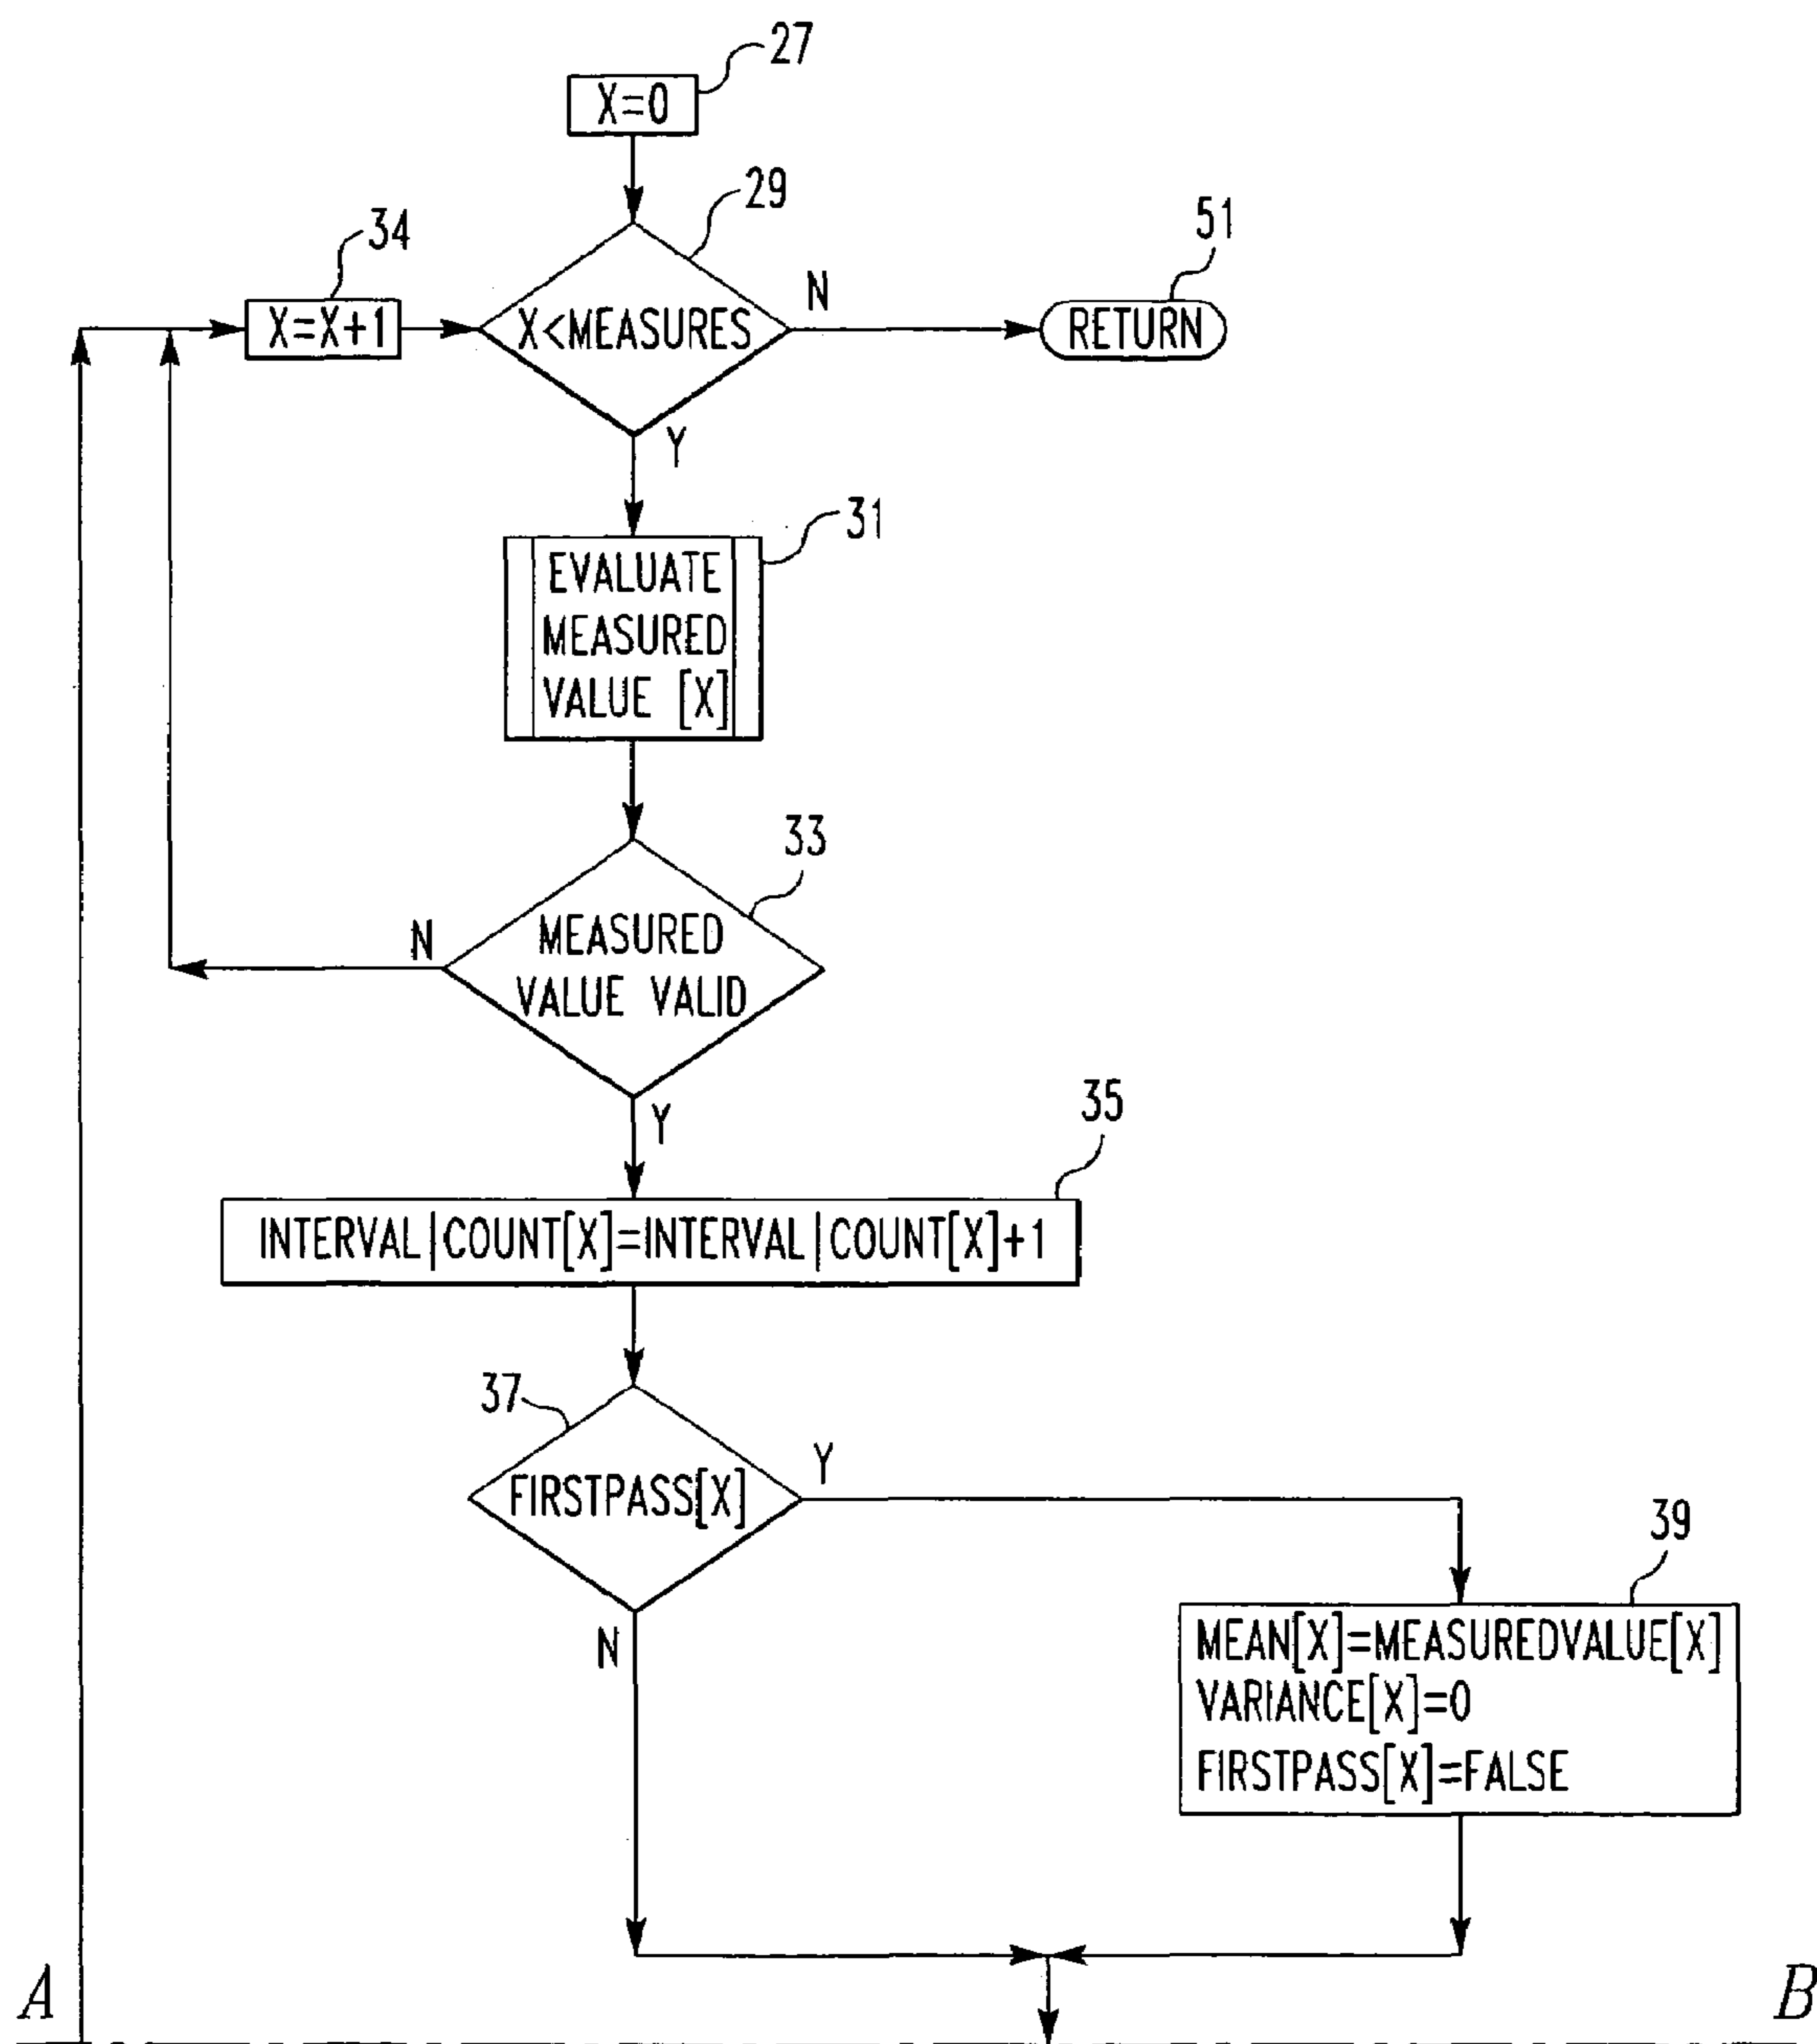 27
X=0
29
34
51
X=X+1
X<MEASURES
N
RETURN
Y
31
EVALUATE
MEASURED
VALUE [X]
33
N
MEASURED
VALUE VALID
Y
35
INTERVAL|COUNT[X]=INTERVAL|COUNT[X]+1
37
FIRSTPASS[X]
Y
39
N
MEAN[X]=MEASUREDVALUE[X]
VARIANCE[X]=0
FIRSTPASS[X]=FALSE
A
B